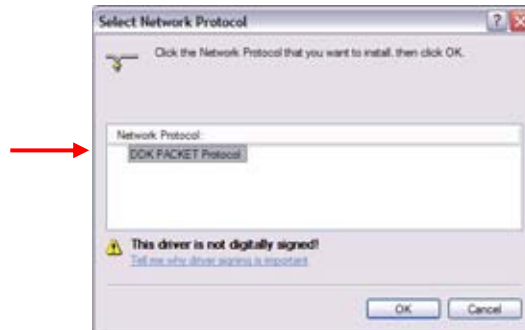 Select Network Protocol
Click the Network Protocol that you want to install, then click OK.
Network Protocol:
DDK PACKET Protocol
This driver is not digitally signed!
Tell me why driver signing is important
OK
Cancel